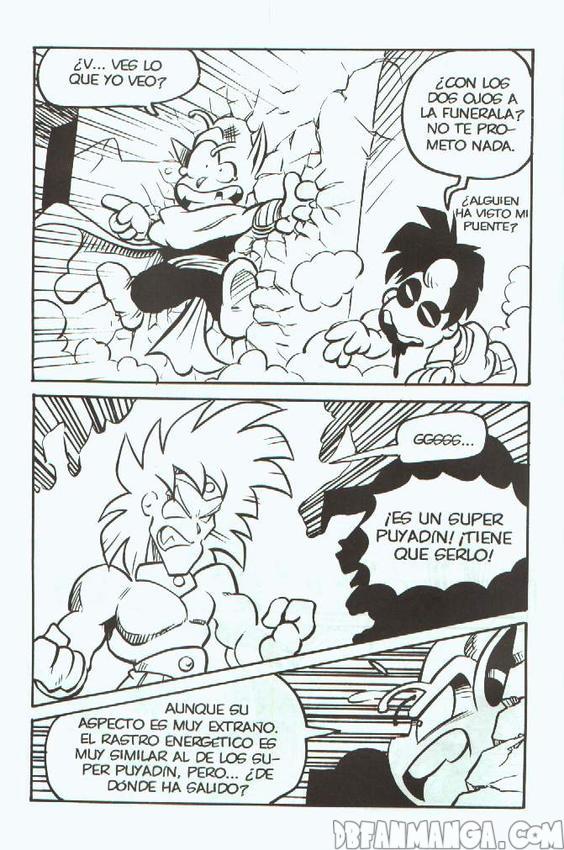 ¿V... VES LO
QUE YO VEO?
¿CON LOS
DOS OJOS A
LA FUNERALA?
NO TE PRO-
METO NADA.
¿ALGUIEN
HA VISTO MI
PUENTE?
GGGGG...
¡ES UN SUPER
PUYADÍN! ¡TIENE
QUE SERLO!
AUNQUE SU
ASPECTO ES MUY EXTRAÑO.
EL RASTRO ENERGETICO ES
MUY SIMILAR AL DE LOS SU-
PER PUYADÍN, PERO... ¿DE
DÓNDE HA SALIDO?
DBFANMANGA.COM